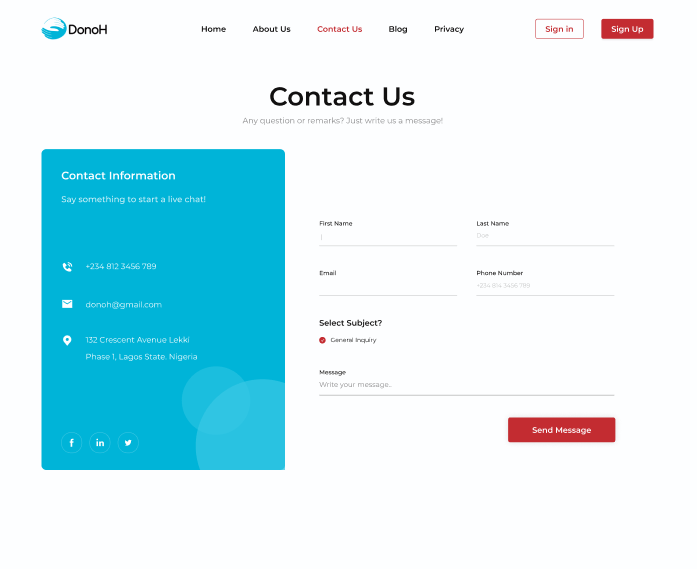 DonoH
Home
About Us
Contact Us
Blog
Privacy
Sign in
Sign Up
Contact Us
Any question or remarks? Just write us a message!
Contact Information
Say something to start a live chat!
+234 812 3456 789
donoh@gmail.com
132 Crescent Avenue Lekki
Phase 1, Lagos State. Nigeria
First Name
Last Name
Doe
Email
Phone Number
+234 814 3456 789
Select Subject?
General Inquiry
Message
Write your message..
Send Message